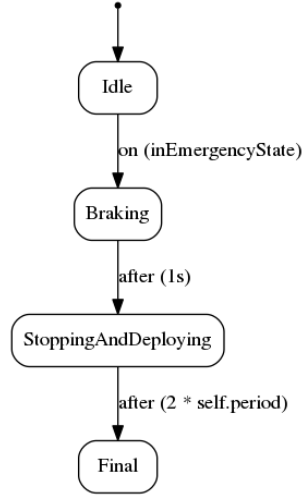 Idle
on (inEmergencyState)
Braking
after (1s)
StoppingAndDeploying
after (2 * self.period)
Final